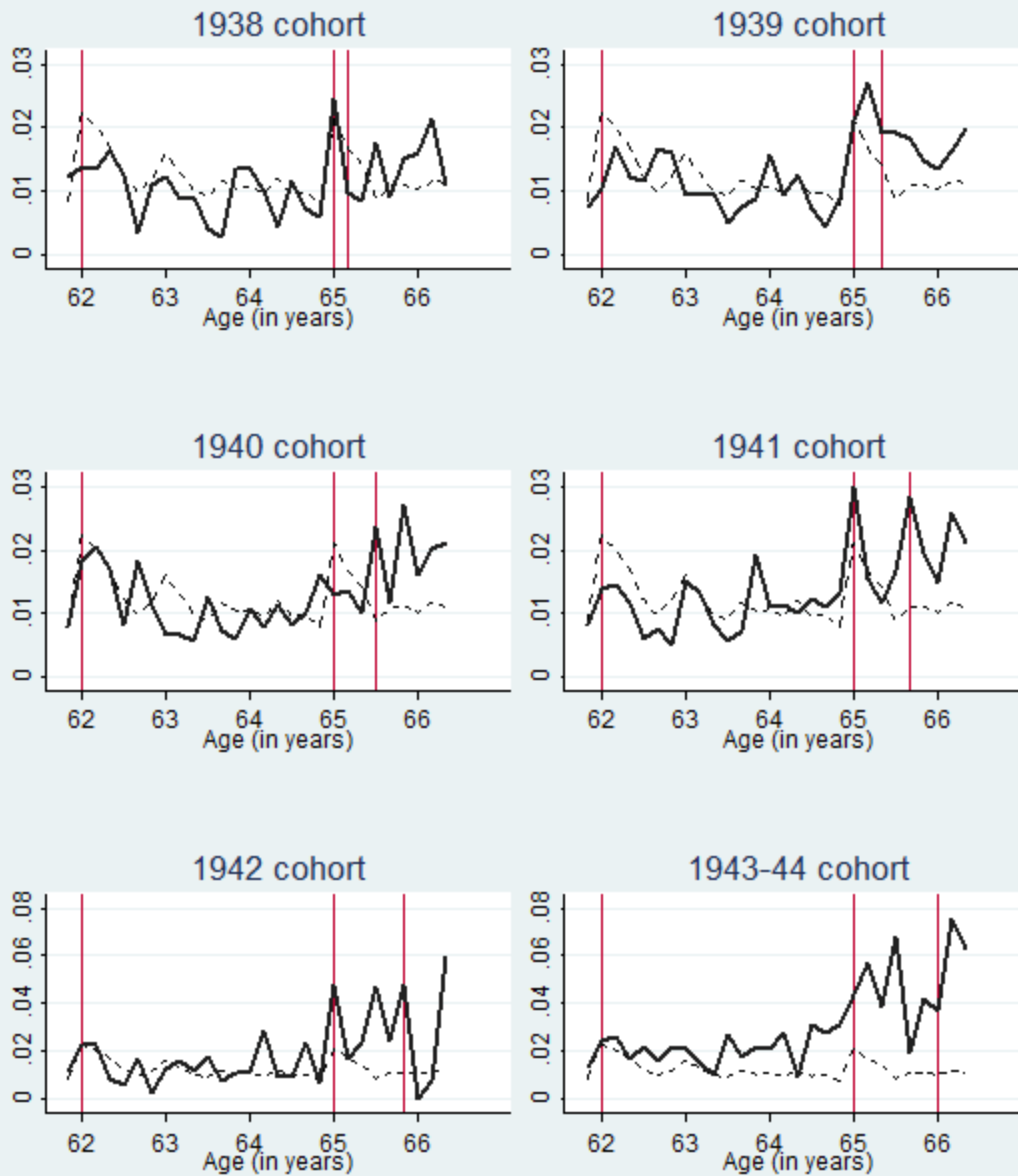 1938 cohort
.03
.02
.01
0
62 63 64 65 66
Age (in years)
1939 cohort
.03
.02
.01
0
62 63 64 65 66
Age (in years)
1940 cohort
.03
.02
.01
0
62 63 64 65 66
Age (in years)
1941 cohort
.03
.02
.01
0
62 63 64 65 66
Age (in years)
1942 cohort
.08
.06
.04
.02
0
62 63 64 65 66
Age (in years)
1943-44 cohort
.08
.06
.04
.02
0
62 63 64 65 66
Age (in years)